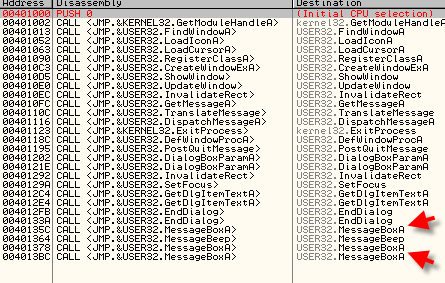 Address Disassembly Destination
00401000 PUSH 0 (Initial CPU selection)
00401002 CALL <JMP.&KERNEL32.GetModuleHandleA> kernel32.GetModuleHandleA
00401013 CALL <JMP.&USER32.FindWindowA> USER32.FindWindowA
0040104D CALL <JMP.&USER32.LoadIconA> USER32.LoadIconA
00401063 CALL <JMP.&USER32.LoadCursorA> USER32.LoadCursorA
00401090 CALL <JMP.&USER32.RegisterClassA> USER32.RegisterClassA
004010C2 CALL <JMP.&USER32.CreateWindowExA> USER32.CreateWindowExA
004010D5 CALL <JMP.&USER32.ShowWindow> USER32.ShowWindow
004010E0 CALL <JMP.&USER32.UpdateWindow> USER32.UpdateWindow
004010EF CALL <JMP.&USER32.InvalidateRect> USER32.InvalidateRect
004010FC CALL <JMP.&USER32.GetMessageA> USER32.GetMessageA
0040110C CALL <JMP.&USER32.TranslateMessage> USER32.TranslateMessage
00401116 CALL <JMP.&USER32.DispatchMessageA> USER32.DispatchMessageA
00401123 CALL <JMP.&KERNEL32.ExitProcess> kernel32.ExitProcess
0040118C CALL <JMP.&USER32.DefWindowProcA> USER32.DefWindowProcA
00401195 CALL <JMP.&USER32.PostQuitMessage> USER32.PostQuitMessage
00401202 CALL <JMP.&USER32.DialogBoxParamA> USER32.DialogBoxParamA
0040121E CALL <JMP.&USER32.DialogBoxParamA> USER32.DialogBoxParamA
00401292 CALL <JMP.&USER32.InvalidateRect> USER32.InvalidateRect
0040129A CALL <JMP.&USER32.SetFocus> USER32.SetFocus
004012C4 CALL <JMP.&USER32.GetDlgItemTextA> USER32.GetDlgItemTextA
004012E4 CALL <JMP.&USER32.GetDlgItemTextA> USER32.GetDlgItemTextA
004012FB CALL <JMP.&USER32.EndDialog> USER32.EndDialog
0040133A CALL <JMP.&USER32.EndDialog> USER32.EndDialog
0040135C CALL <JMP.&USER32.MessageBoxA> USER32.MessageBoxA
00401364 CALL <JMP.&USER32.MessageBeep> USER32.MessageBeep
00401378 CALL <JMP.&USER32.MessageBoxA> USER32.MessageBoxA
004013BC CALL <JMP.&USER32.MessageBoxA> USER32.MessageBoxA